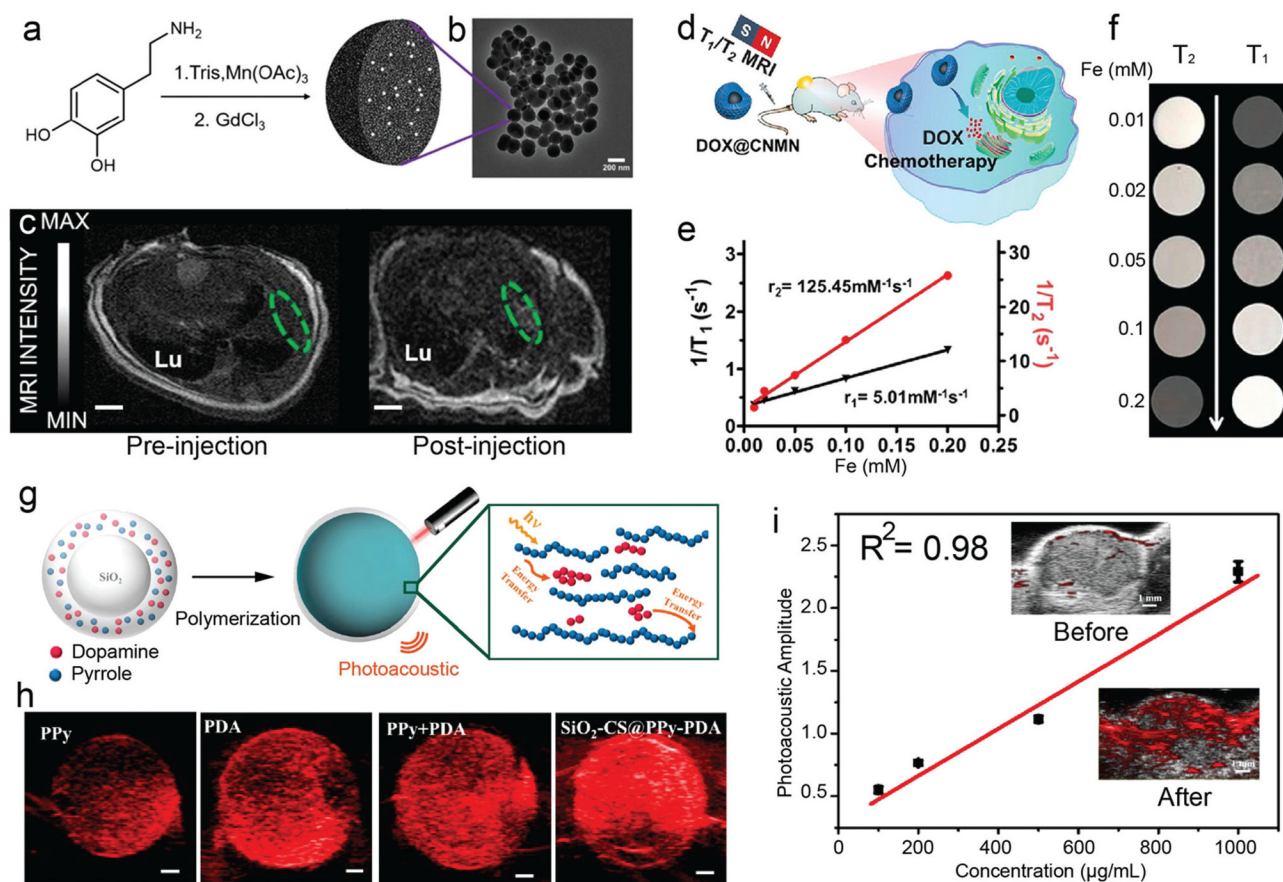 a
NH₂
HO
OH
1.Tris,Mn(OAc)₃
2. GdCl₃
b
200 nm
c
MAX
MRI INTENSITY
MIN
Lu
Lu
Pre-injection
Post-injection
d
S N
T₁/T₂ MRI
DOX@CNMN
DOX
Chemotherapy
e
1/T₁ (s⁻¹)
3
2
1
0
r₂= 125.45mM⁻¹s⁻¹
r₁= 5.01mM⁻¹s⁻¹
30
20
10
0
1/T₂ (s⁻¹)
0.00 0.05 0.10 0.15 0.20 0.25
Fe (mM)
f
T₂ T₁
Fe (mM)
0.01
0.02
0.05
0.1
0.2
g
SiO₂
Polymerization
Dopamine
Pyrrole
Photoacoustic
hν
Energy
Transfer
Energy
Transfer
h
PPy
PDA
PPy+PDA
SiO₂-CS@PPy-PDA
i
R²= 0.98
Photoacoustic Amplitude
2.5
2.0
1.5
1.0
0.5
1 mm
Before
1 mm
After
0 200 400 600 800 1000
Concentration (µg/mL)